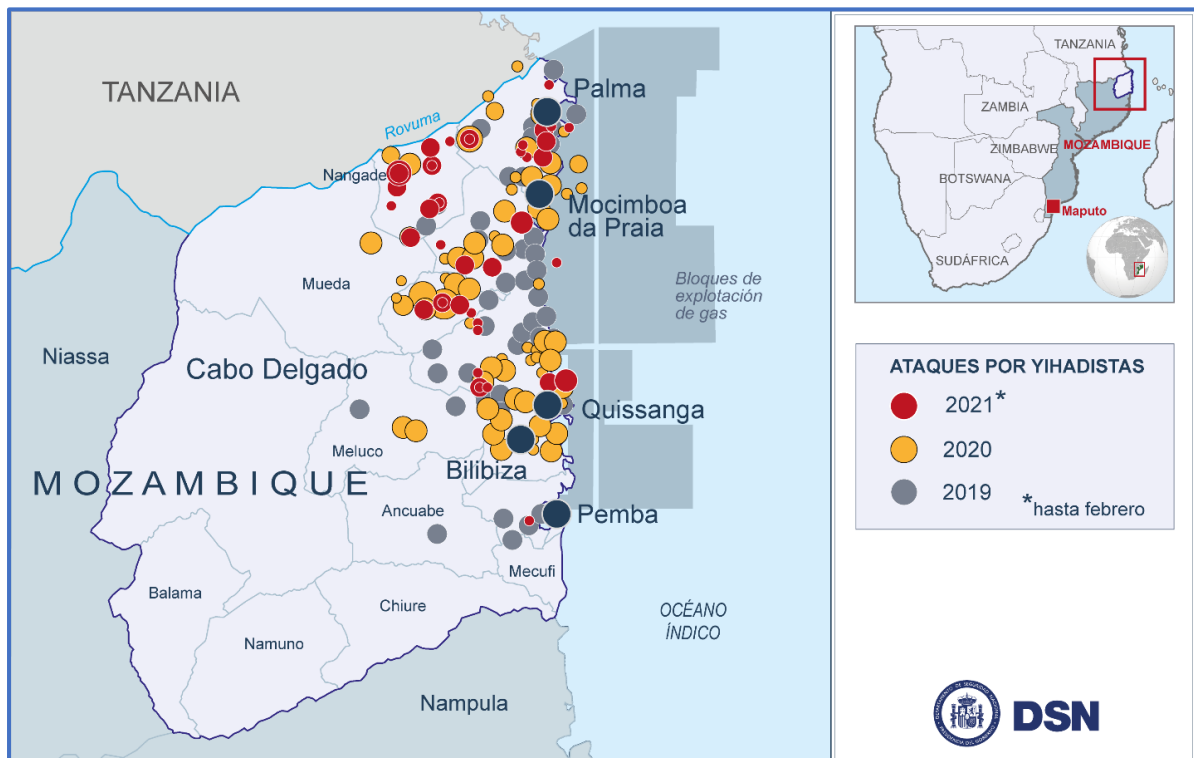 TANZANIA
Rovuma
Palma
Nangade
Mocimboa
da Praia
Mueda
Bloques de
explotación
de gas
Niassa
Cabo Delgado
Quissanga
Meluco
Bilibiza
MOZAMBIQUE
Ancuabe
Pemba
Mecufi
Balama
Chiure
OCÉANO
ÍNDICO
Namuno
Nampula
TANZANIA
ZAMBIA
ZIMBABWE
MOZAMBIQUE
BOTSWANA
Maputo
SUDÁFRICA
ATAQUES POR YIHADISTAS
2021*
2020
2019
*hasta febrero
DSN